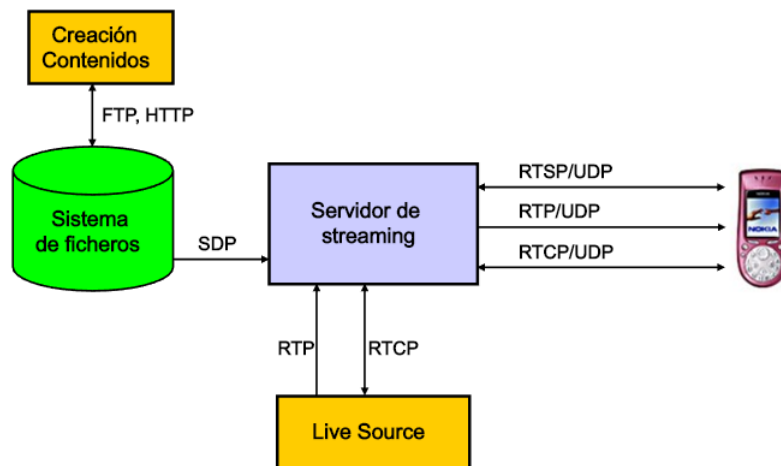 Creación
Contenidos
FTP, HTTP
Sistema
de ficheros
SDP
Servidor de
streaming
RTSP/UDP
RTP/UDP
RTCP/UDP
NOKIA
RTP
RTCP
Live Source